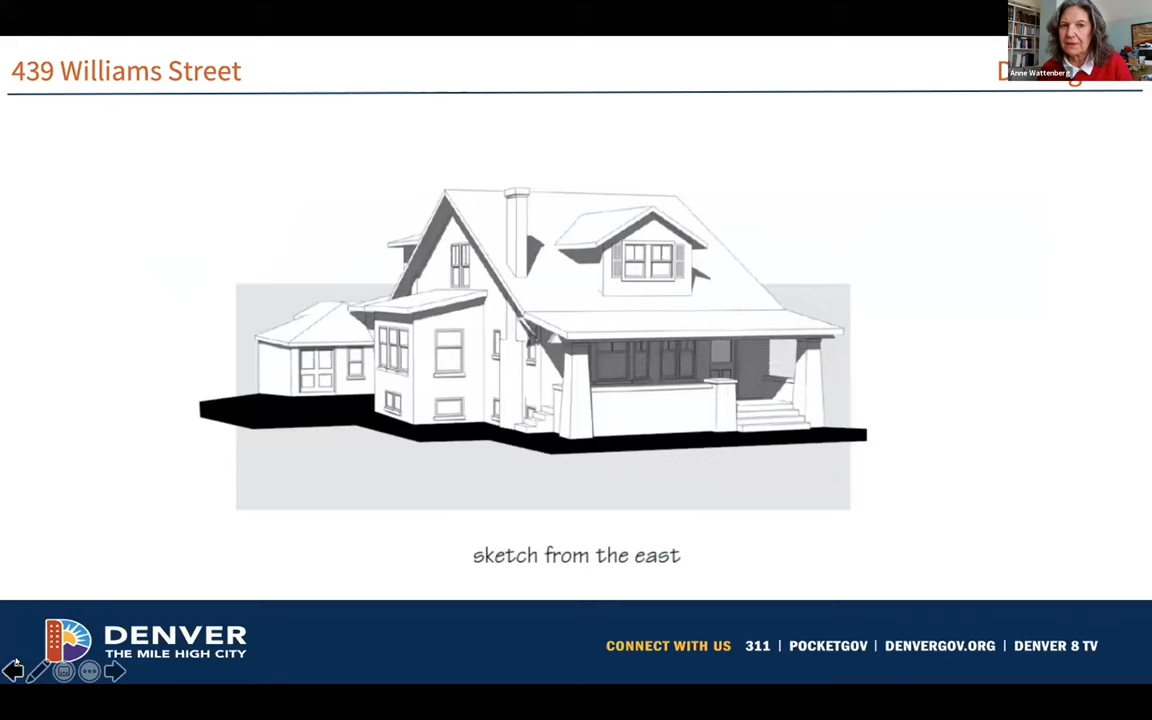 439 Williams Street
Anne Wattenberg
sketch from the east
DENVER
THE MILE HIGH CITY
CONNECT WITH US 311 | POCKETGOV | DENVERGOV.ORG | DENVER 8 TV